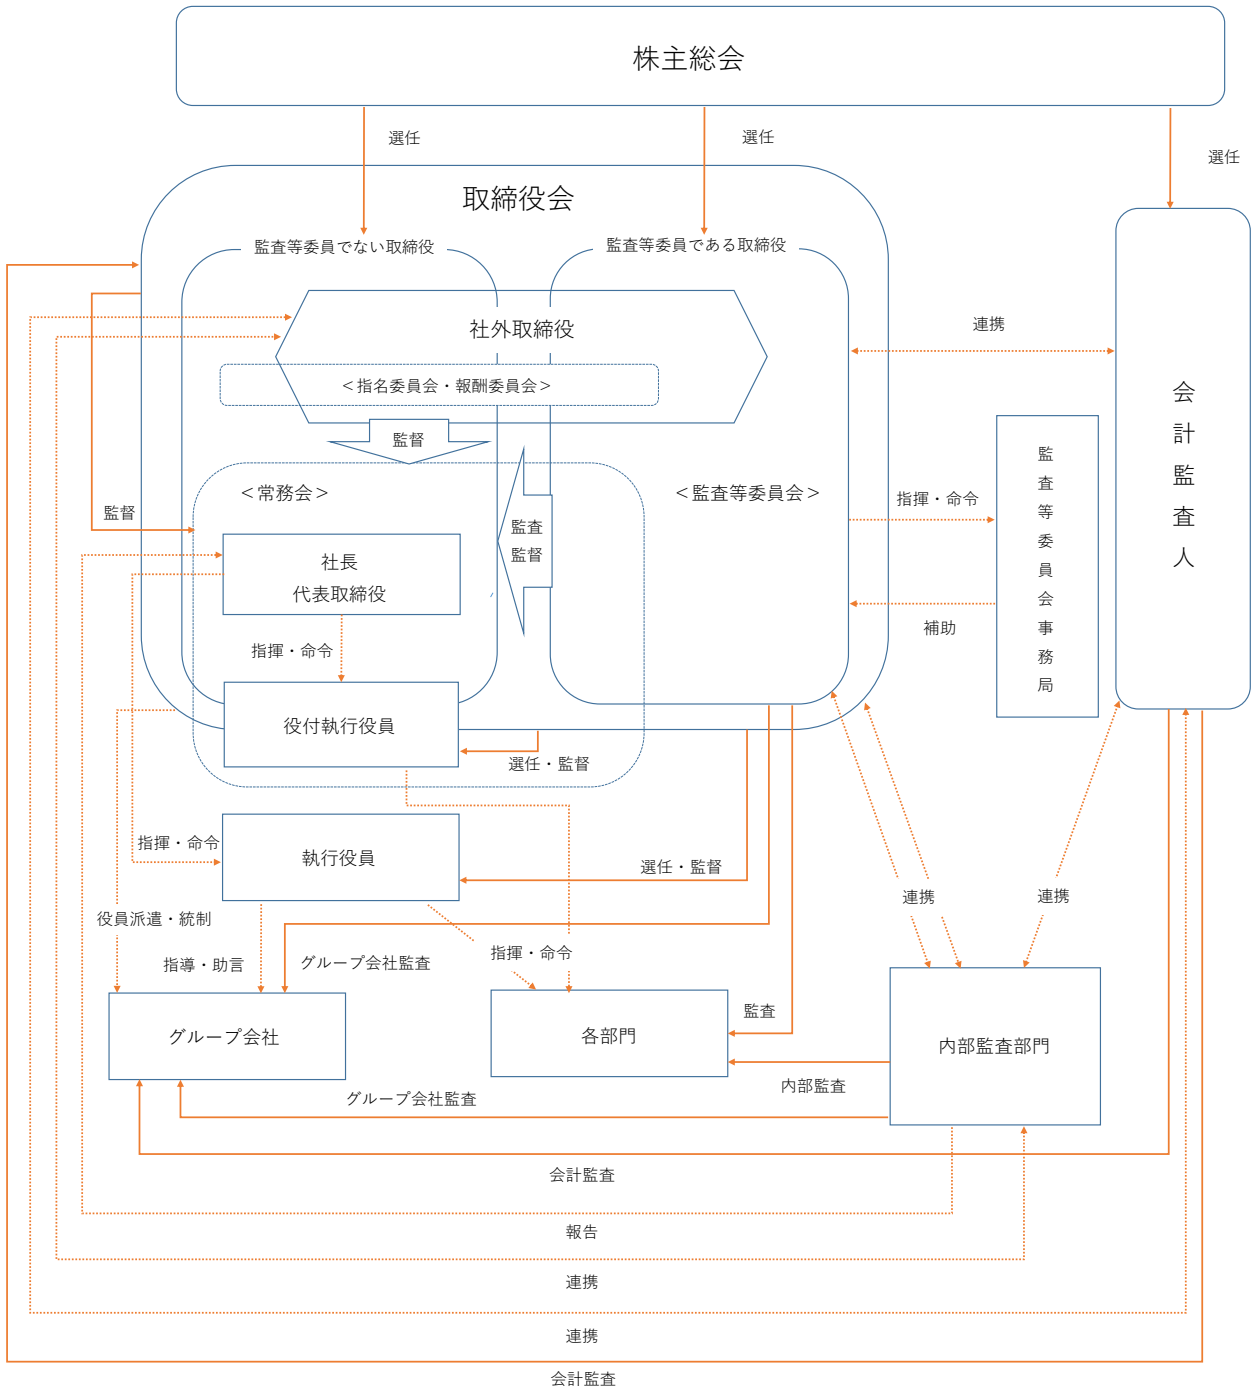 株主総会
選任
選任
選任
取締役会
監査等委員でない取締役
監査等委員である取締役
社外取締役
＜指名委員会・報酬委員会＞
監督
連携
会計監査人
監査等委員会事務局
＜常務会＞
＜監査等委員会＞
指揮・命令
監督
監査
監督
社長
代表取締役
補助
指揮・命令
役付執行役員
選任・監督
指揮・命令
執行役員
選任・監督
連携
連携
役員派遣・統制
指導・助言
グループ会社監査
指揮・命令
監査
グループ会社
各部門
内部監査部門
内部監査
グループ会社監査
会計監査
報告
連携
連携
会計監査